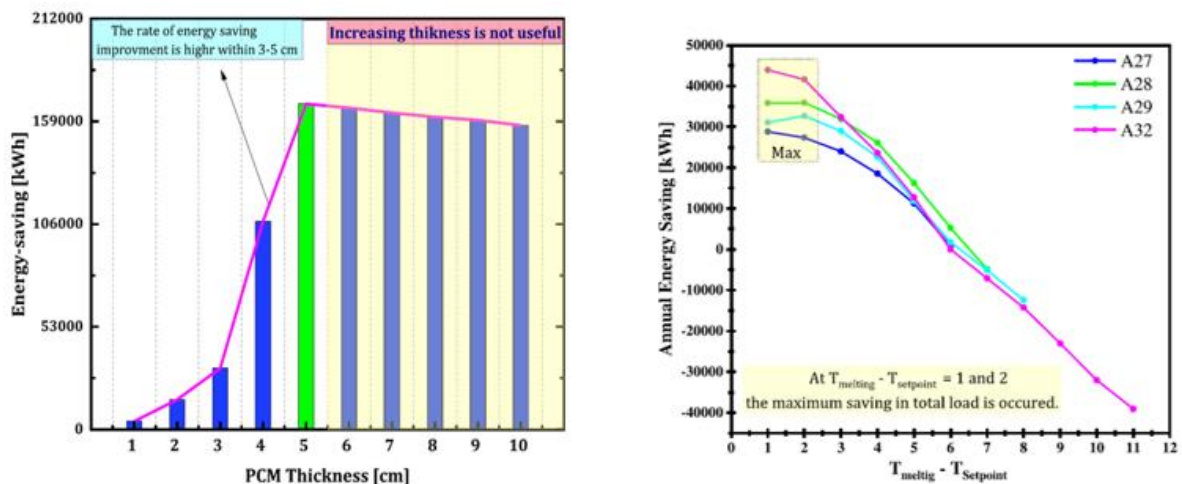 The rate of energy saving
improvment is highr within 3-5 cm
Increasing thikness is not useful
212000
159000
106000
53000
0
Energy-saving [kWh]
1 2 3 4 5 6 7 8 9 10
PCM Thickness [cm]
50000
40000
30000
20000
10000
0
-10000
-20000
-30000
-40000
Annual Energy Saving [kWh]
A27
A28
A29
A32
Max
At Tmeltig - Tsetpoint = 1 and 2
the maximum saving in total load is occured.
0 1 2 3 4 5 6 7 8 9 10 11 12
Tmeltig - TSetpoint